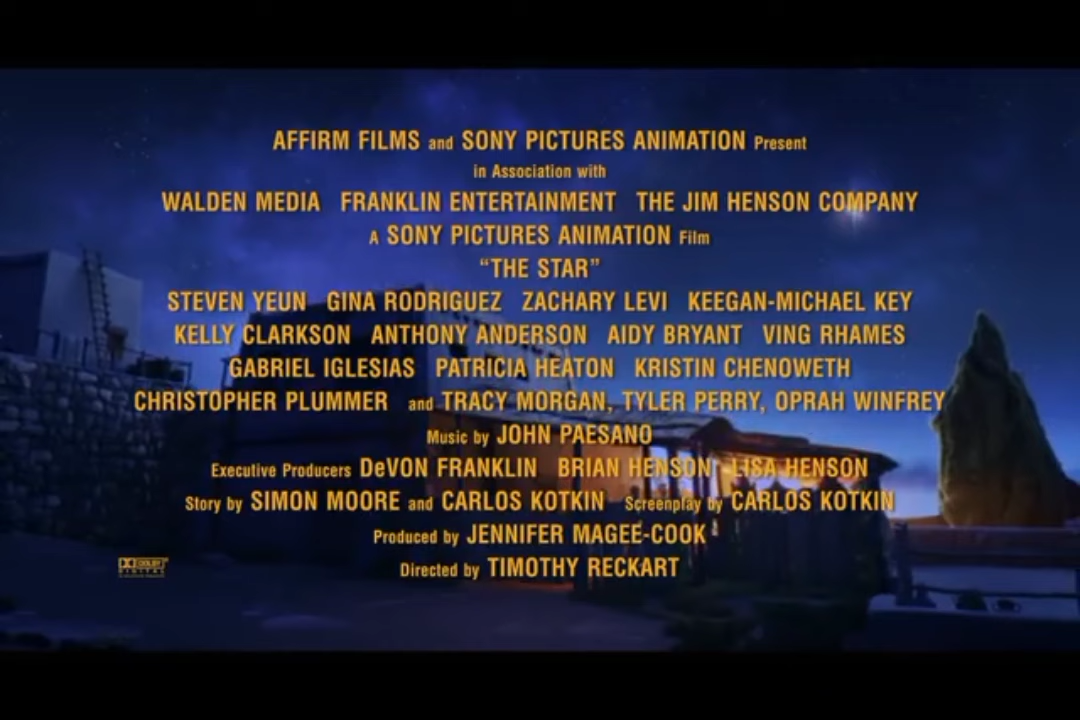 AFFIRM FILMS and SONY PICTURES ANIMATION Present
in Association with
WALDEN MEDIA FRANKLIN ENTERTAINMENT THE JIM HENSON COMPANY
A SONY PICTURES ANIMATION Film
“THE STAR”
STEVEN YEUN GINA RODRIGUEZ ZACHARY LEVI KEEGAN-MICHAEL KEY
KELLY CLARKSON ANTHONY ANDERSON AIDY BRYANT VING RHAMES
GABRIEL IGLESIAS PATRICIA HEATON KRISTIN CHENOWETH
CHRISTOPHER PLUMMER and TRACY MORGAN, TYLER PERRY, OPRAH WINFREY
Music by JOHN PAESANO
Executive Producers DeVON FRANKLIN BRIAN HENSON LISA HENSON
Story by SIMON MOORE and CARLOS KOTKIN Screenplay by CARLOS KOTKIN
Produced by JENNIFER MAGEE-COOK
Directed by TIMOTHY RECKART
DOLBY
DIGITAL